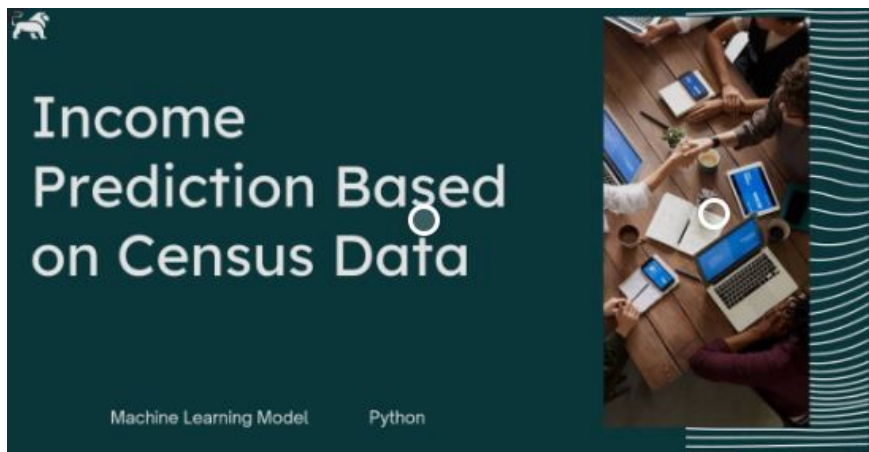 Income
Prediction Based
on Census Data
Machine Learning Model
Python